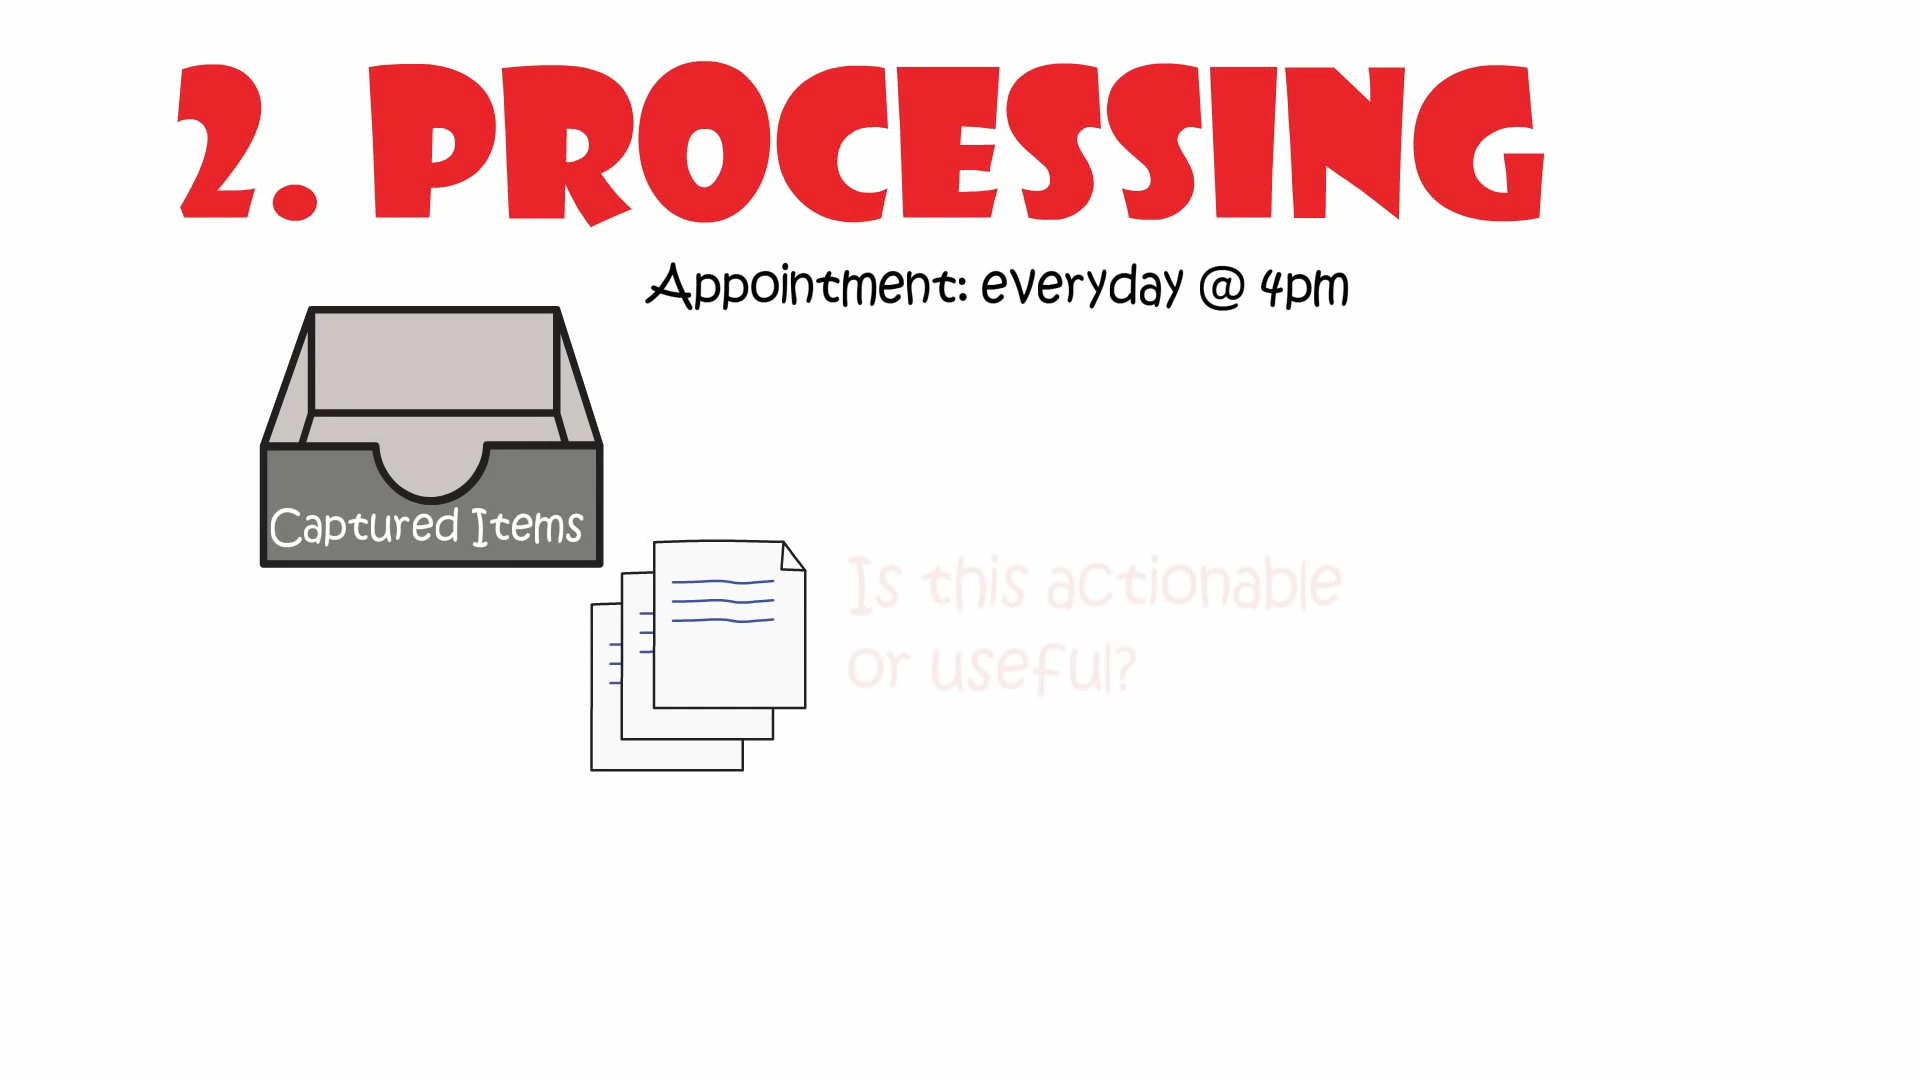 2. PROCESSING
Appointment: everyday @ 4pm
Captured Items
Is this actionable
or useful?